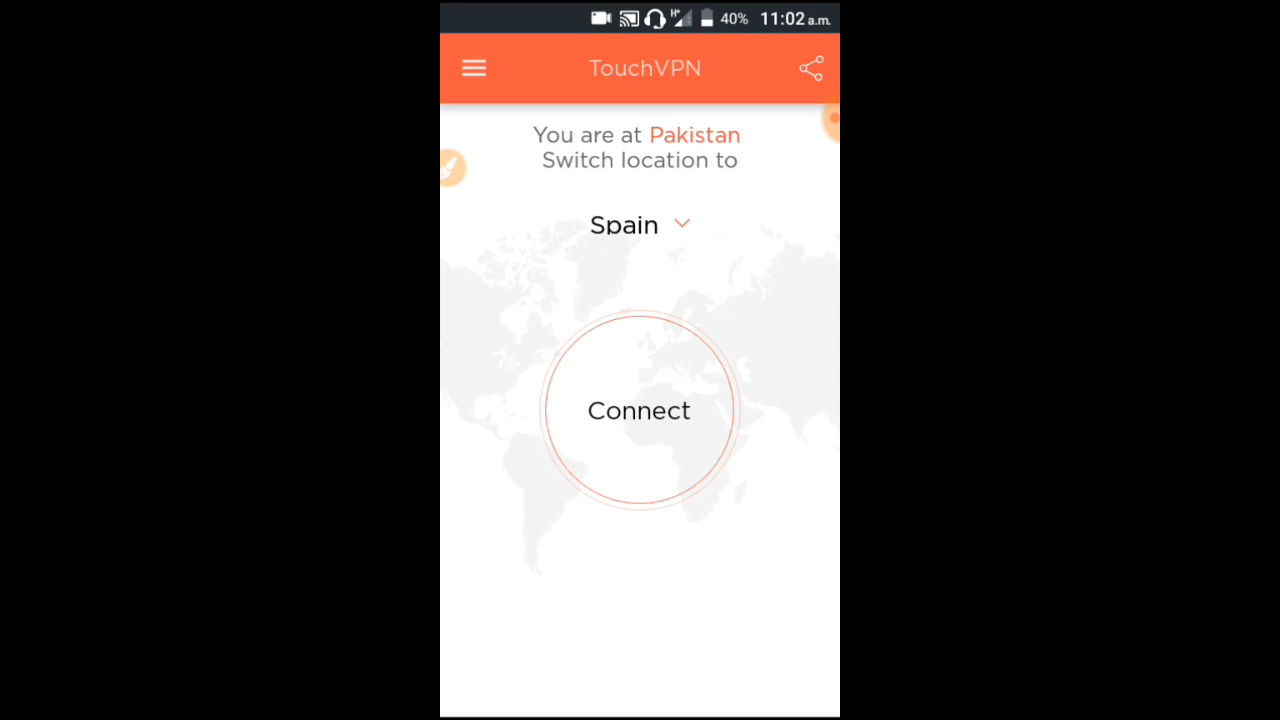 H+ 40% 11:02 a.m.
TouchVPN
You are at Pakistan
Switch location to
Spain
Connect